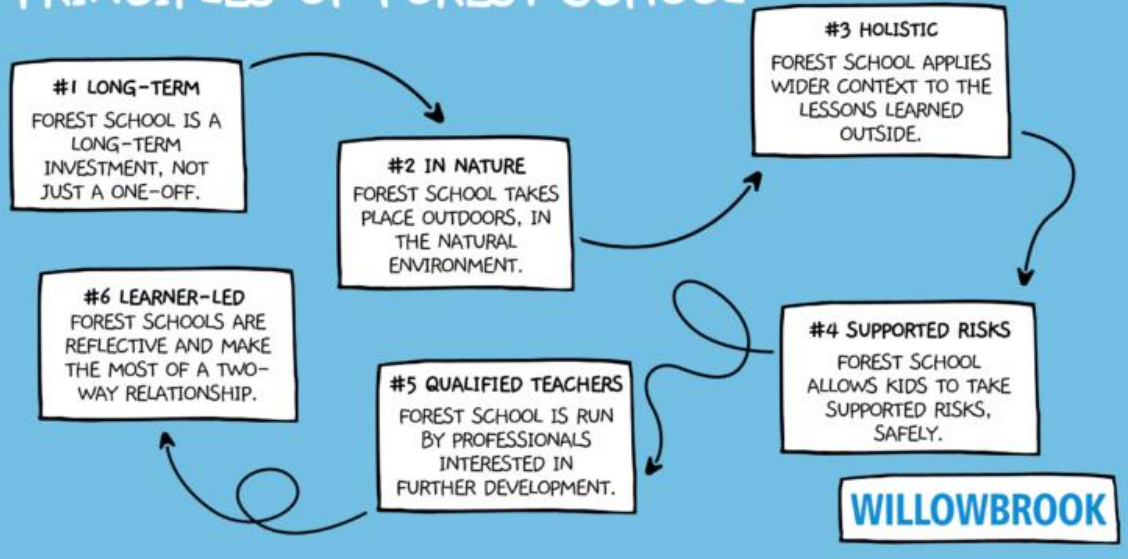 PRINCIPLES OF FOREST SCHOOL
#1 LONG-TERM
FOREST SCHOOL IS A
LONG-TERM
INVESTMENT, NOT
JUST A ONE-OFF.
#2 IN NATURE
FOREST SCHOOL TAKES
PLACE OUTDOORS, IN
THE NATURAL
ENVIRONMENT.
#3 HOLISTIC
FOREST SCHOOL APPLIES
WIDER CONTEXT TO THE
LESSONS LEARNED
OUTSIDE.
#4 SUPPORTED RISKS
FOREST SCHOOL
ALLOWS KIDS TO TAKE
SUPPORTED RISKS,
SAFELY.
#5 QUALIFIED TEACHERS
FOREST SCHOOL IS RUN
BY PROFESSIONALS
INTERESTED IN
FURTHER DEVELOPMENT.
#6 LEARNER-LED
FOREST SCHOOLS ARE
REFLECTIVE AND MAKE
THE MOST OF A TWO-
WAY RELATIONSHIP.
WILLOWBROOK